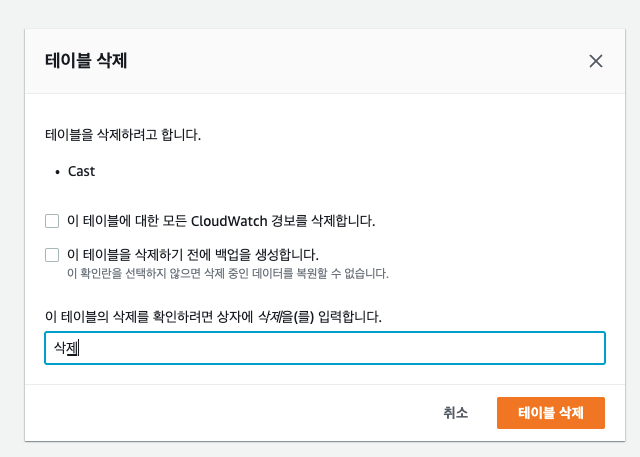 테이블 삭제
테이블을 삭제하려고 합니다.
• Cast
이 테이블에 대한 모든 CloudWatch 경보를 삭제합니다.
이 테이블을 삭제하기 전에 백업을 생성합니다.
이 확인란을 선택하지 않으면 삭제 중인 데이터를 복원할 수 없습니다.
이 테이블의 삭제를 확인하려면 상자에 삭제을(를) 입력합니다.
삭제
취소 테이블 삭제